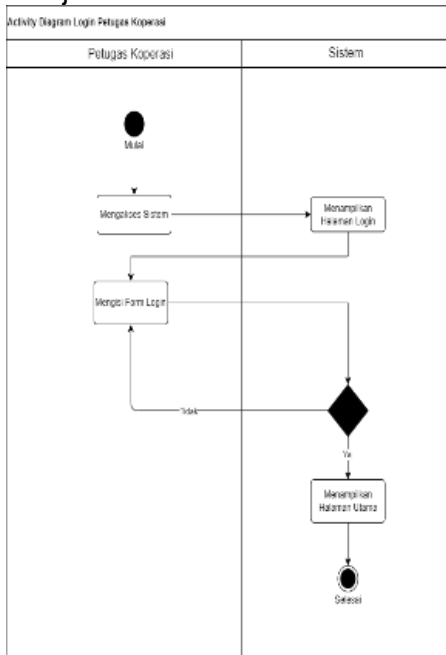 Activity Diagram Login Petugas Koperasi
Petugas Koperasi
Sistem
Mulai
Mengakses Sistem
Menampilkan
Halaman Login
Mengisi Form Login
Tidak
Ya
Menampilkan
Halaman Utama
Selesai